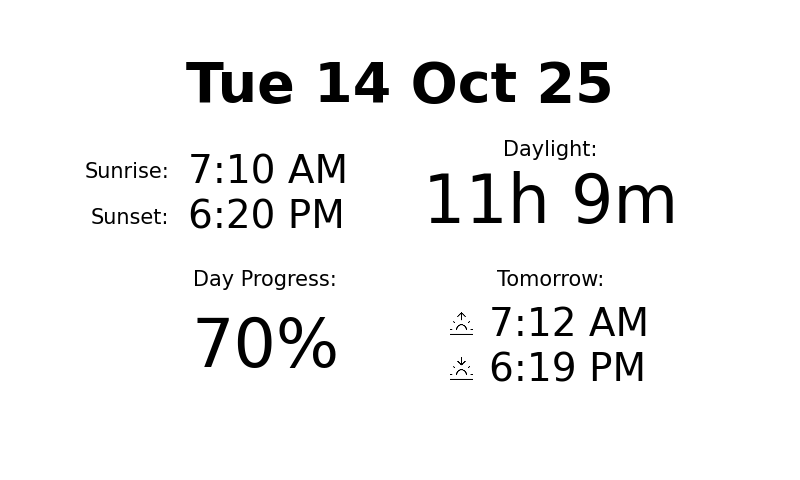 Tue 14 Oct 25
Sunrise: 7:10 AM
Sunset: 6:20 PM
Daylight:
11h 9m
Day Progress:
70%
Tomorrow:
7:12 AM
6:19 PM